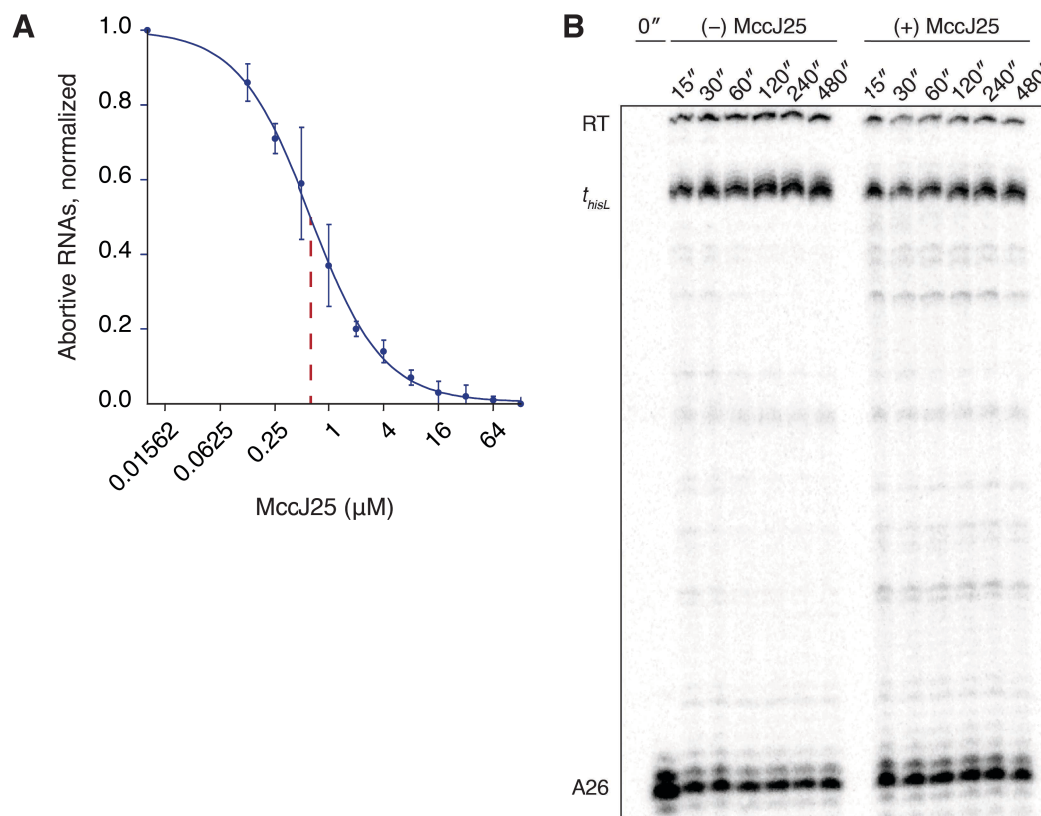 A
1.0
0.8
0.6
0.4
0.2
0.0
Abortive RNAs, normalized
0.01562
0.0625
0.25
1
4
16
64
MccJ25 (µM)
B
0″ (−) MccJ25 (+) MccJ25
15″ 30″ 60″ 120″ 240″ 480″ 15″ 30″ 60″ 120″ 240″ 480″
RT
thisL
A26